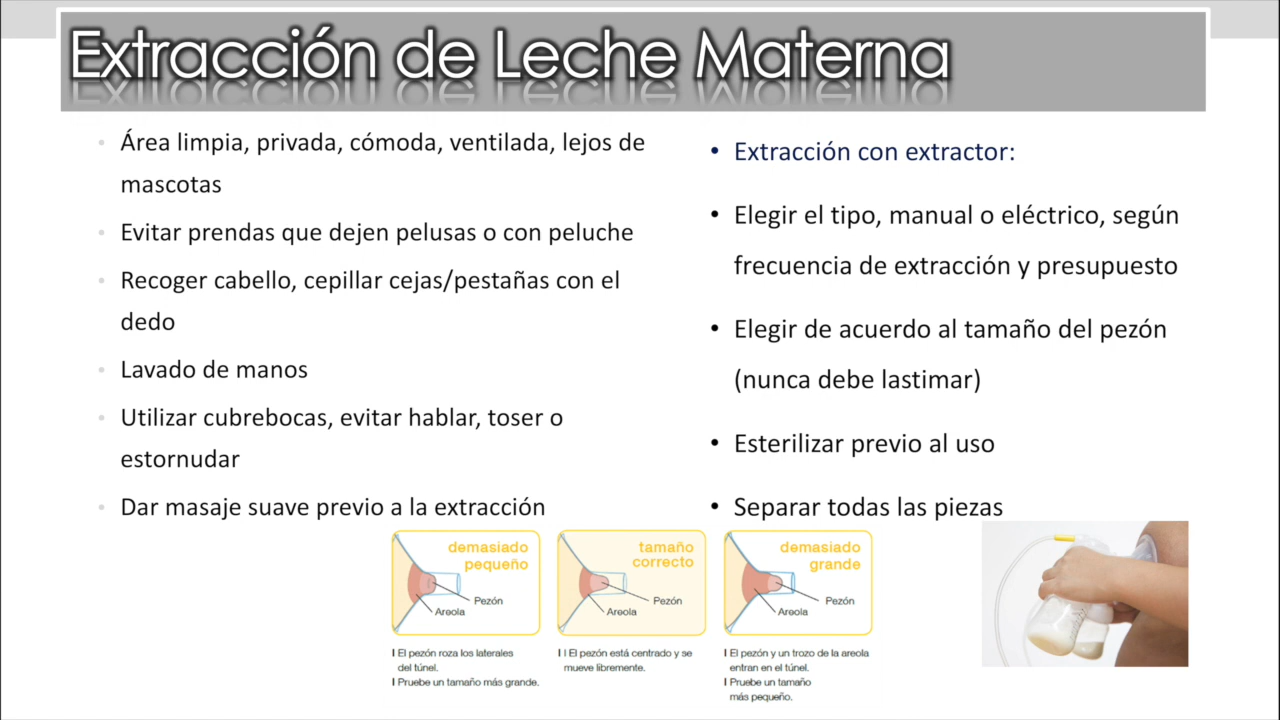 Extracción de Leche Materna
• Área limpia, privada, cómoda, ventilada, lejos de
mascotas
• Evitar prendas que dejen pelusas o con peluche
• Recoger cabello, cepillar cejas/pestañas con el
dedo
• Lavado de manos
• Utilizar cubrebocas, evitar hablar, toser o
estornudar
• Dar masaje suave previo a la extracción
• Extracción con extractor:
• Elegir el tipo, manual o eléctrico, según
frecuencia de extracción y presupuesto
• Elegir de acuerdo al tamaño del pezón
(nunca debe lastimar)
• Esterilizar previo al uso
• Separar todas las piezas
demasiado
pequeño
Pezón
Areola
I El pezón roza los laterales
del túnel.
I Pruebe un tamaño más grande.
tamaño
correcto
Pezón
Areola
I I El pezón está centrado y se
mueve libremente.
demasiado
grande
Pezón
Areola
I El pezón y un trozo de la areola
entran en el túnel.
I Pruebe un tamaño
más pequeño.